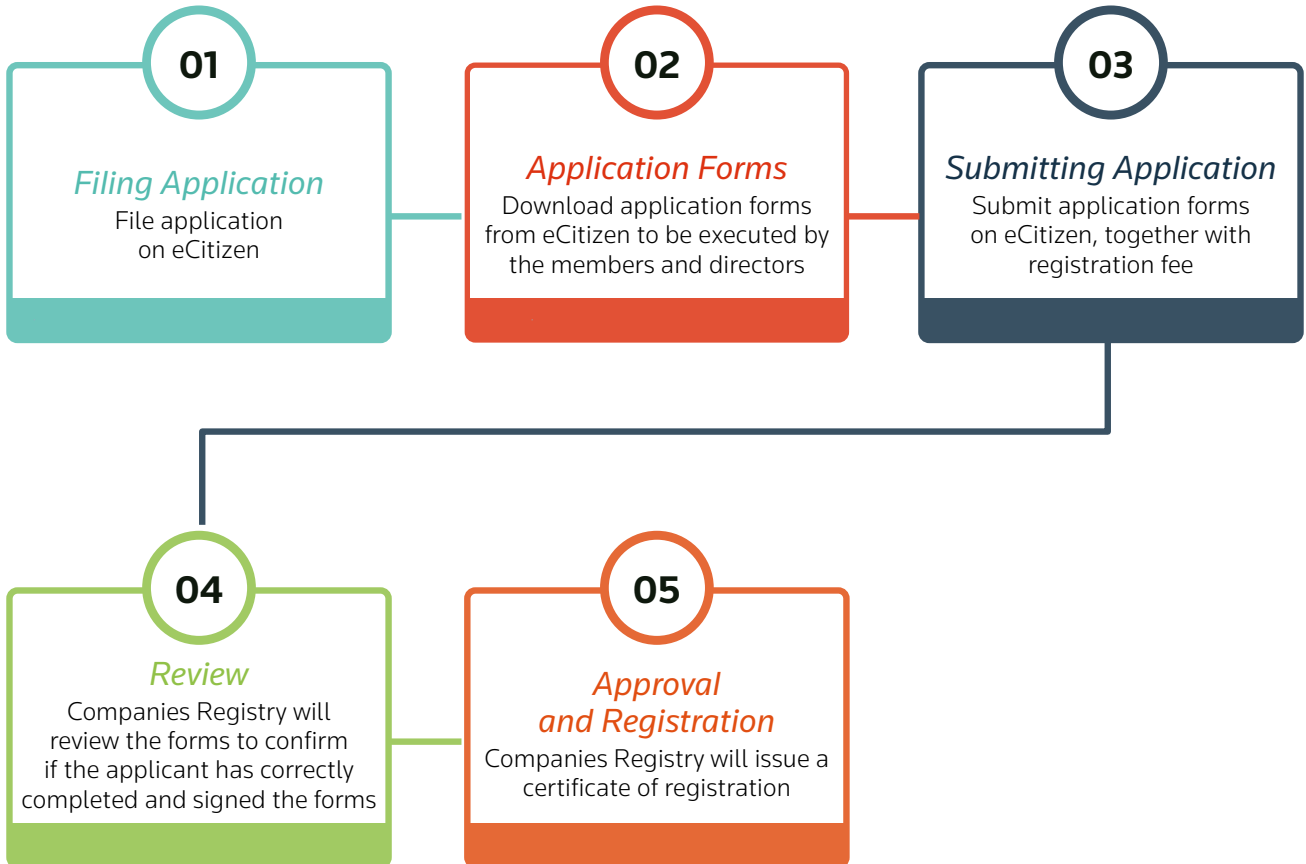 01
Filing Application
File application
on eCitizen
02
Application Forms
Download application forms
from eCitizen to be executed by
the members and directors
03
Submitting Application
Submit application forms
on eCitizen, together with
registration fee
04
Review
Companies Registry will
review the forms to confirm
if the applicant has correctly
completed and signed the forms
05
Approval
and Registration
Companies Registry will issue a
certificate of registration